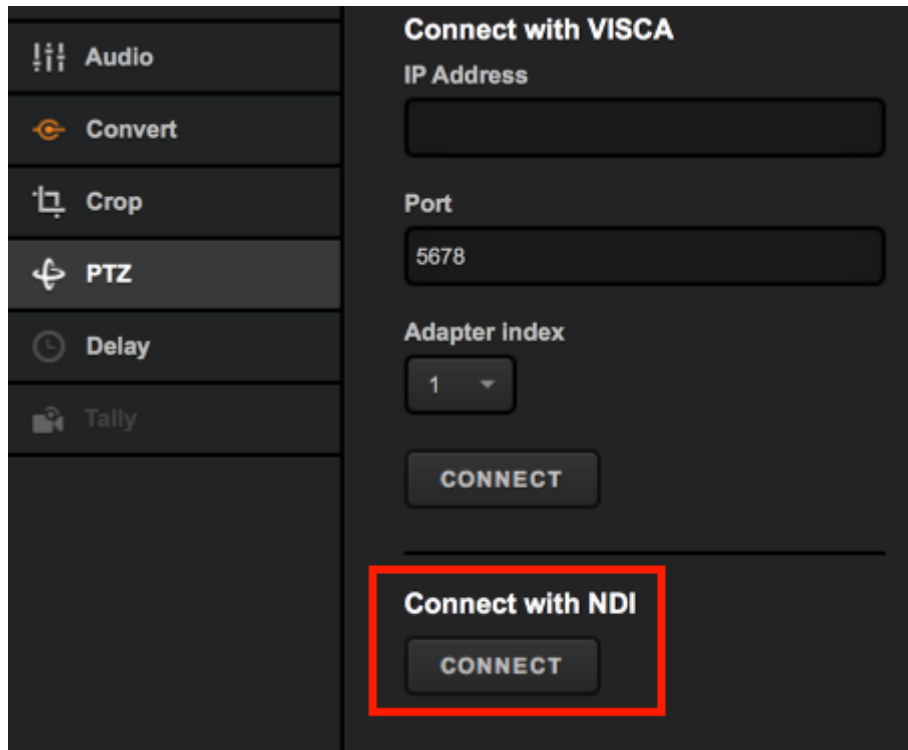 Audio
Convert
Crop
PTZ
Delay
Tally
Connect with VISCA
IP Address
Port
5678
Adapter index
1
CONNECT
Connect with NDI
CONNECT